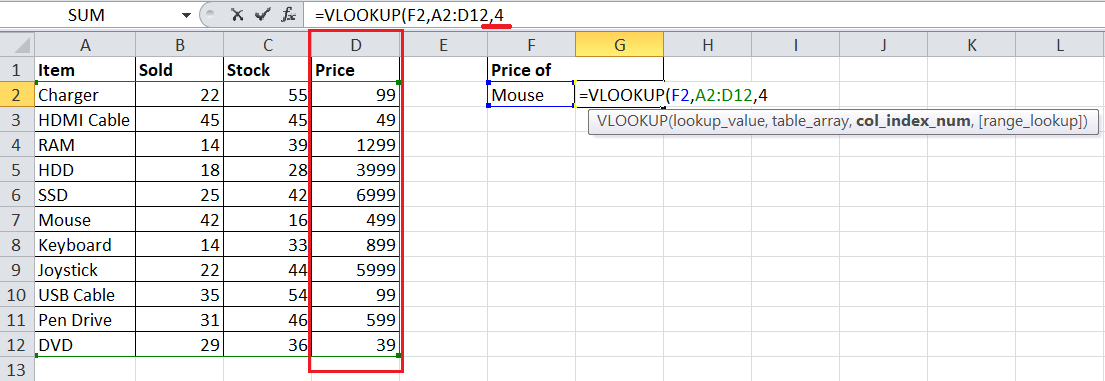 SUM =VLOOKUP(F2,A2:D12,4
A B C D E F G H I J K L
1 Item Sold Stock Price Price of
2 Charger 22 55 99 Mouse =VLOOKUP(F2,A2:D12,4
3 HDMI Cable 45 45 49 VLOOKUP(lookup_value, table_array, col_index_num, [range_lookup])
4 RAM 14 39 1299
5 HDD 18 28 3999
6 SSD 25 42 6999
7 Mouse 42 16 499
8 Keyboard 14 33 899
9 Joystick 22 44 5999
10 USB Cable 35 54 99
11 Pen Drive 31 46 599
12 DVD 29 36 39
13